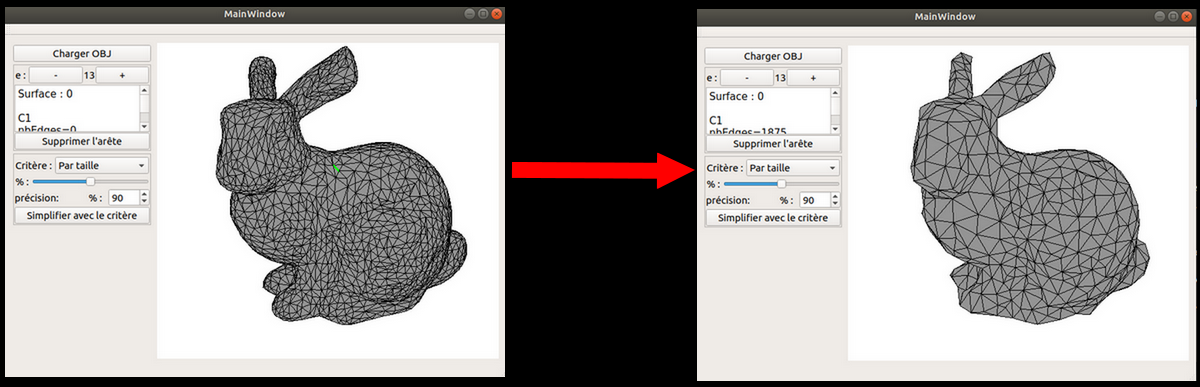 MainWindow
Charger OBJ
e : - 13 +
Surface : 0
C1
nbEdges=0
Supprimer l'arête
Critère : Par taille
% :
précision: % : 90
Simplifier avec le critère
MainWindow
Charger OBJ
e : - 13 +
Surface : 0
C1
nbEdges=1875
Supprimer l'arête
Critère : Par taille
% :
précision: % : 90
Simplifier avec le critère